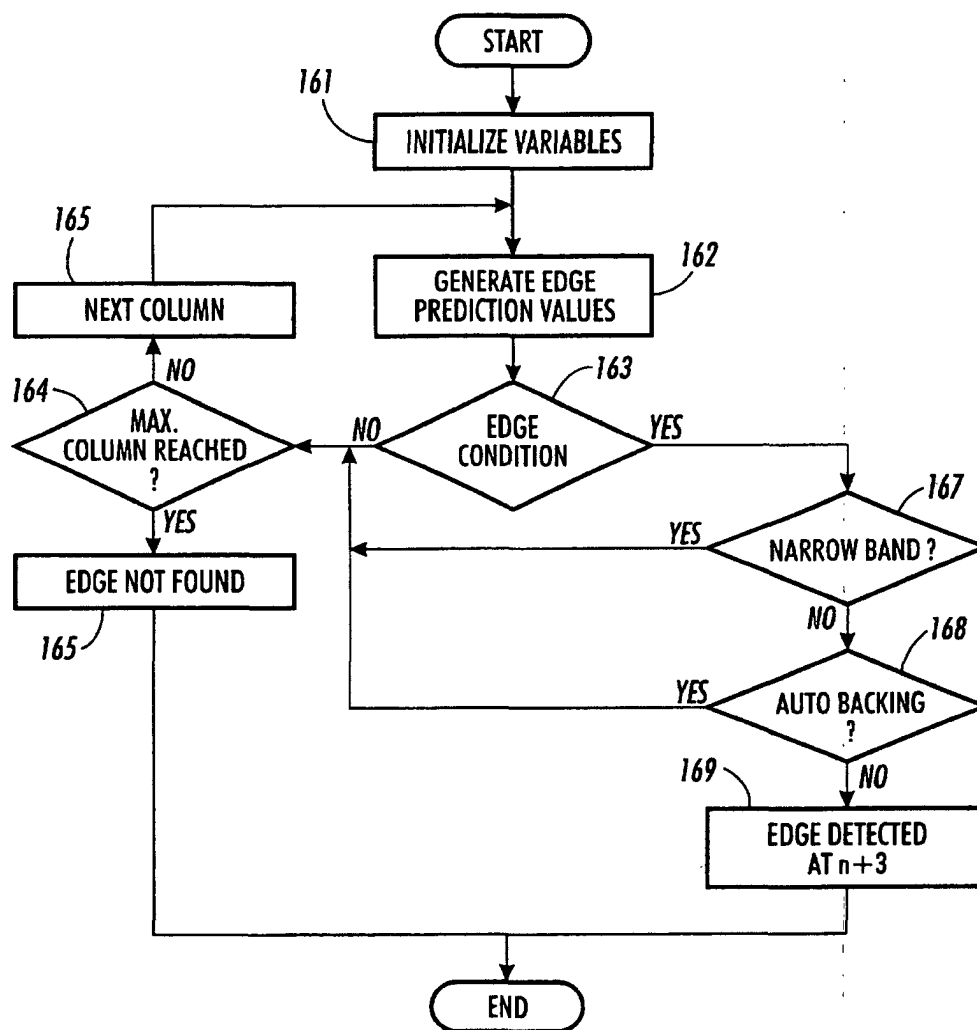 START
161
INITIALIZE VARIABLES
165
NEXT COLUMN
GENERATE EDGE
PREDICTION VALUES
162
NO
164
MAX.
COLUMN REACHED
?
YES
NO
163
EDGE
CONDITION
YES
167
YES
NARROW BAND ?
NO
EDGE NOT FOUND
165
168
YES
AUTO BACKING
?
NO
169
EDGE DETECTED
AT n+3
END